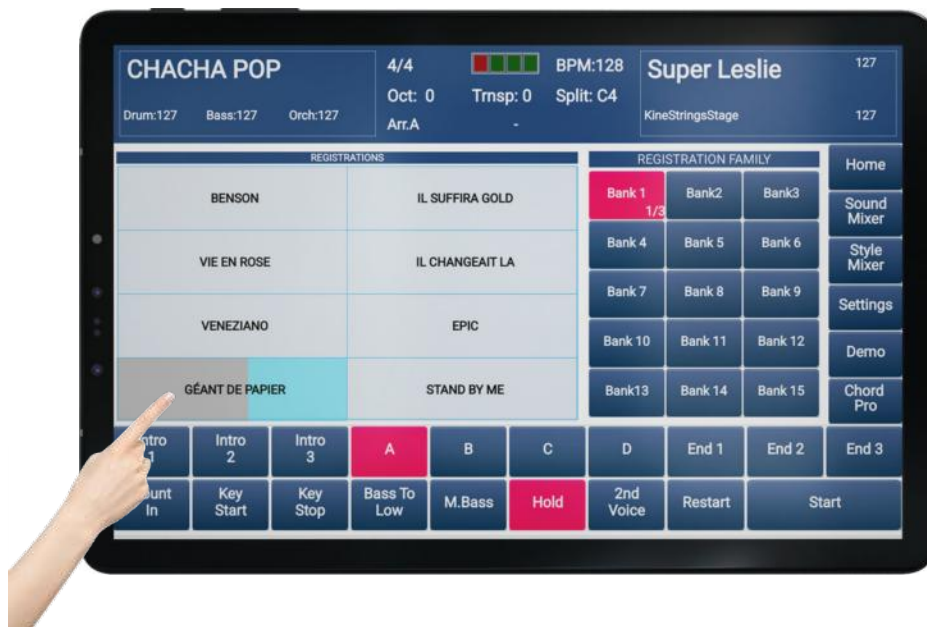 CHACHA POP
Drum:127 Bass:127 Orch:127
4/4 BPM:128
Oct: 0 Trnsp: 0 Split: C4
Arr.A -
Super Leslie 127
KineStringsStage 127
REGISTRATIONS
BENSON IL SUFFIRA GOLD
VIE EN ROSE IL CHANGEAIT LA
VENEZIANO EPIC
GÉANT DE PAPIER STAND BY ME
REGISTRATION FAMILY
Bank 1 1/3 Bank2 Bank3
Bank 4 Bank 5 Bank 6
Bank 7 Bank 8 Bank 9
Bank 10 Bank 11 Bank 12
Bank13 Bank 14 Bank 15
Home
Sound
Mixer
Style
Mixer
Settings
Demo
Chord
Pro
Intro 2 Intro 3 A B C D End 1 End 2 End 3
In Key Start Key Stop Bass To Low M.Bass Hold 2nd Voice Restart Start